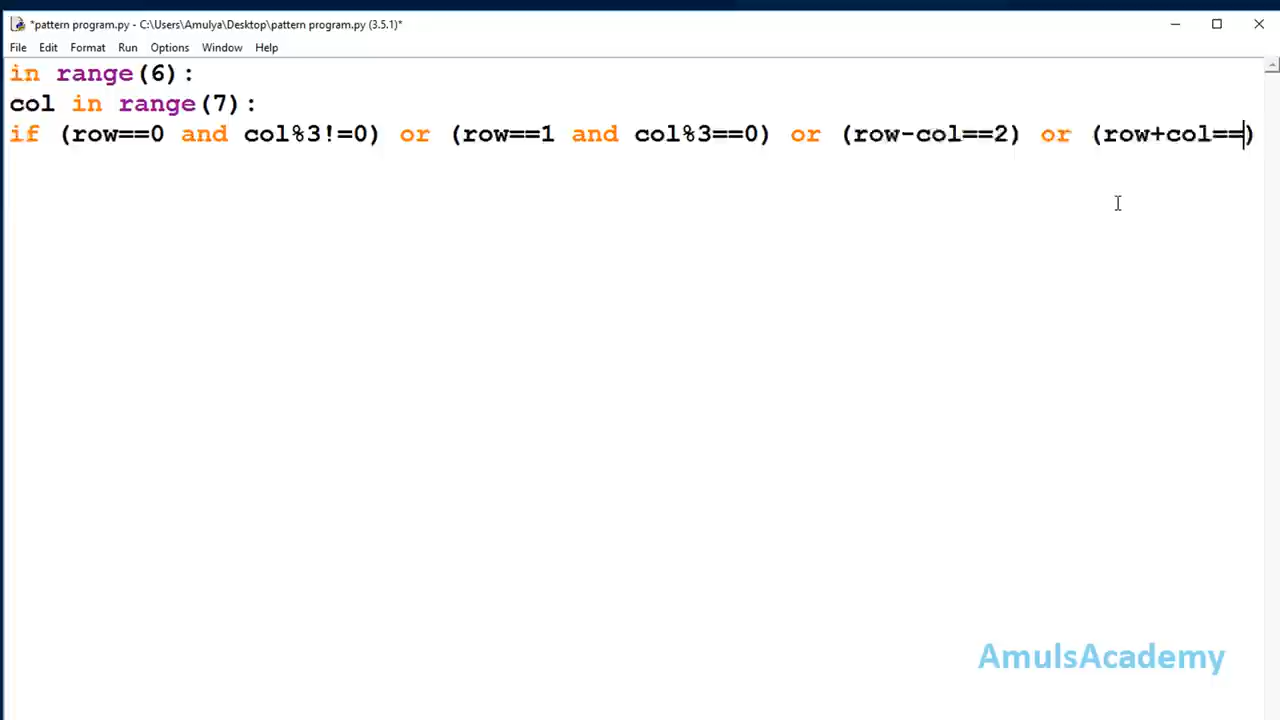 *pattern program.py - C:\Users\Amulya\Desktop\pattern program.py (3.5.1)*
File Edit Format Run Options Window Help
in range(6):
col in range(7):
if (row==0 and col%3!=0) or (row==1 and col%3==0) or (row-col==2) or (row+col==)
AmulsAcademy